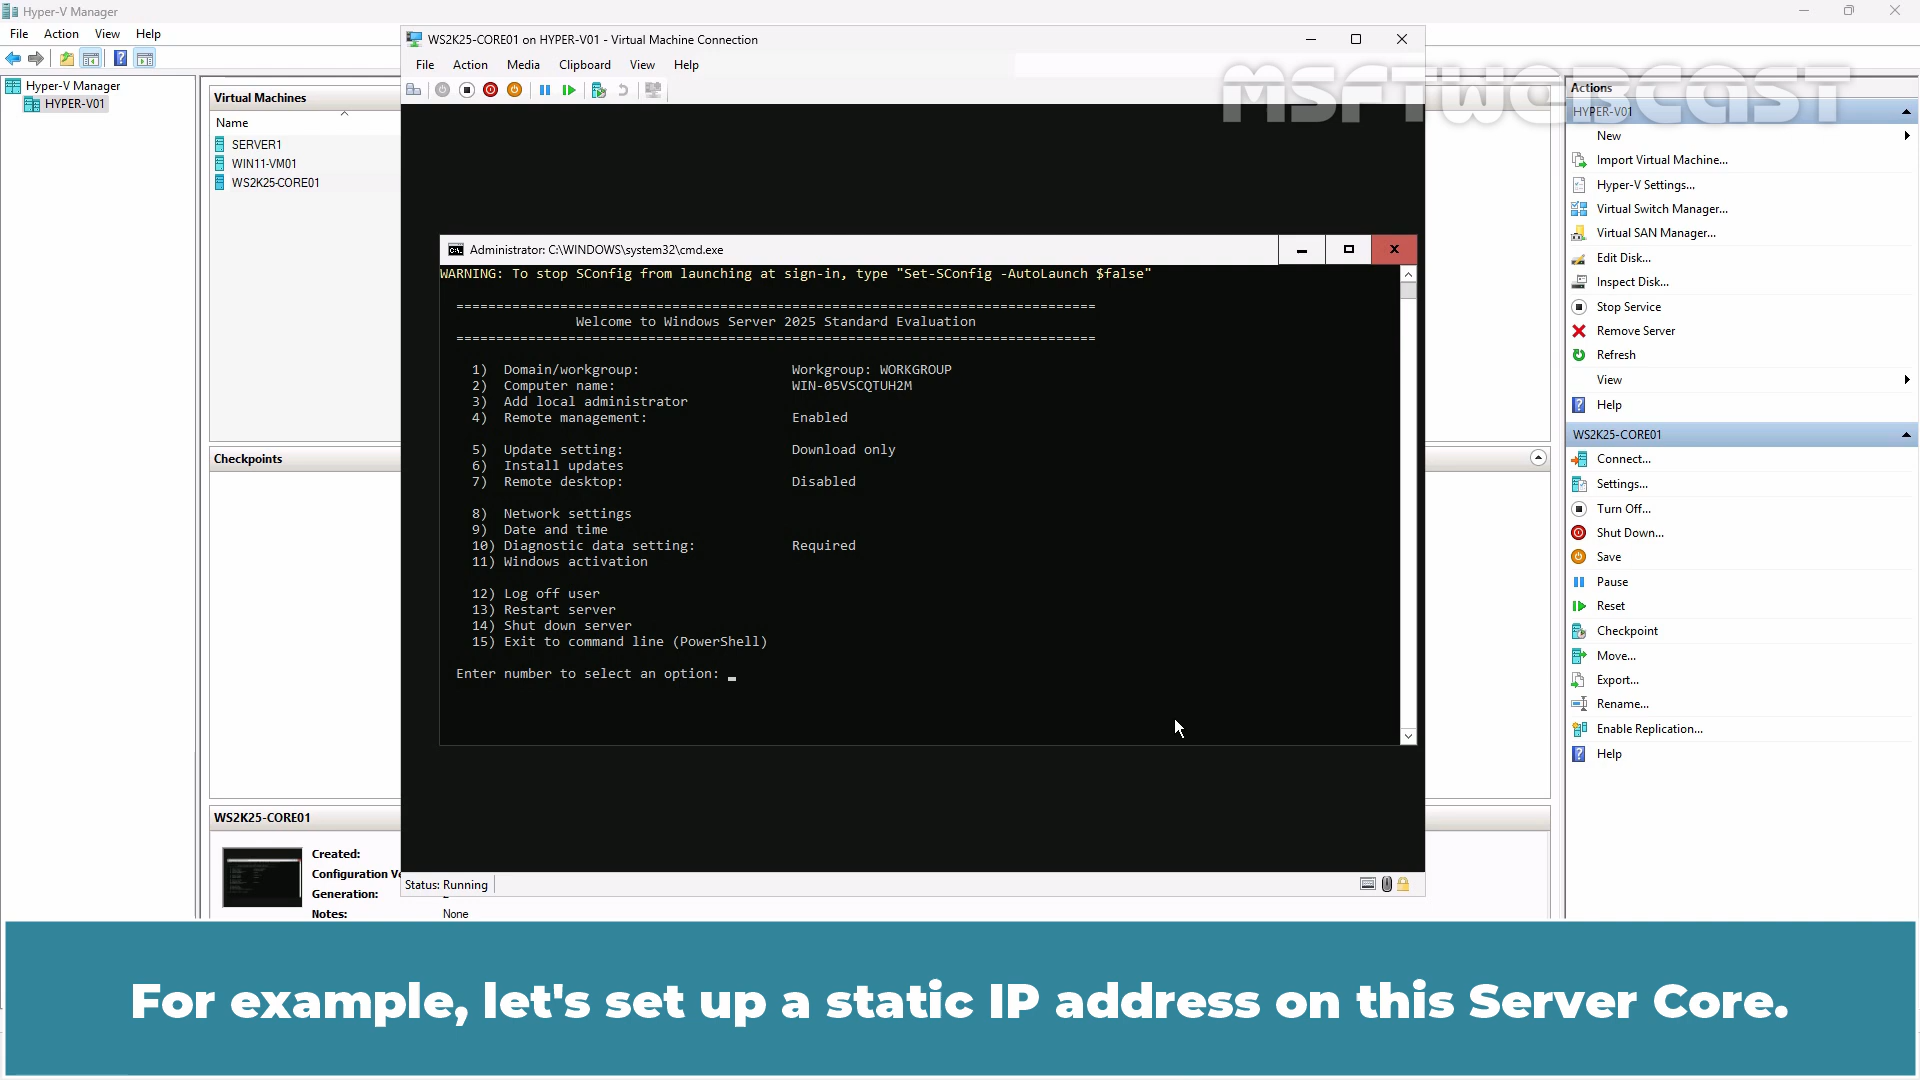 Hyper-V Manager
File Action View Help
Hyper-V Manager
HYPER-V01
Virtual Machines
Name
SERVER1
WIN11-VM01
WS2K25-CORE01
Checkpoints
WS2K25-CORE01
Created:
Configuration Ve
Generation:
Notes: None
WS2K25-CORE01 on HYPER-V01 - Virtual Machine Connection
File Action Media Clipboard View Help
Administrator: C:\WINDOWS\system32\cmd.exe
WARNING: To stop SConfig from launching at sign-in, type "Set-SConfig -AutoLaunch $false"
================================================================================
Welcome to Windows Server 2025 Standard Evaluation
================================================================================
1) Domain/workgroup: Workgroup: WORKGROUP
2) Computer name: WIN-05VSCQTUH2M
3) Add local administrator
4) Remote management: Enabled
5) Update setting: Download only
6) Install updates
7) Remote desktop: Disabled
8) Network settings
9) Date and time
10) Diagnostic data setting: Required
11) Windows activation
12) Log off user
13) Restart server
14) Shut down server
15) Exit to command line (PowerShell)
Enter number to select an option:
Status: Running
MSFTWEBCAST
Actions
HYPER-V01
New
Import Virtual Machine...
Hyper-V Settings...
Virtual Switch Manager...
Virtual SAN Manager...
Edit Disk...
Inspect Disk...
Stop Service
Remove Server
Refresh
View
Help
WS2K25-CORE01
Connect...
Settings...
Turn Off...
Shut Down...
Save
Pause
Reset
Checkpoint
Move...
Export...
Rename...
Enable Replication...
Help
For example, let's set up a static IP address on this Server Core.